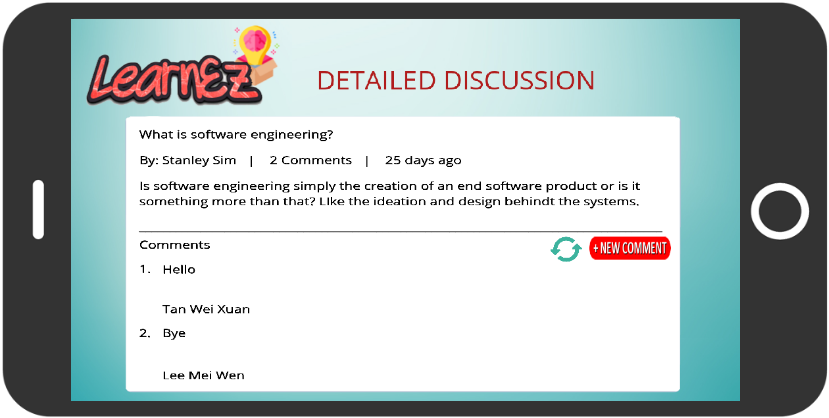 LearnEz
DETAILED DISCUSSION
What is software engineering?
By: Stanley Sim | 2 Comments | 25 days ago
Is software engineering simply the creation of an end software product or is it
something more than that? LIke the ideation and design behindt the systems.
Comments
+ NEW COMMENT
1. Hello
Tan Wei Xuan
2. Bye
Lee Mei Wen